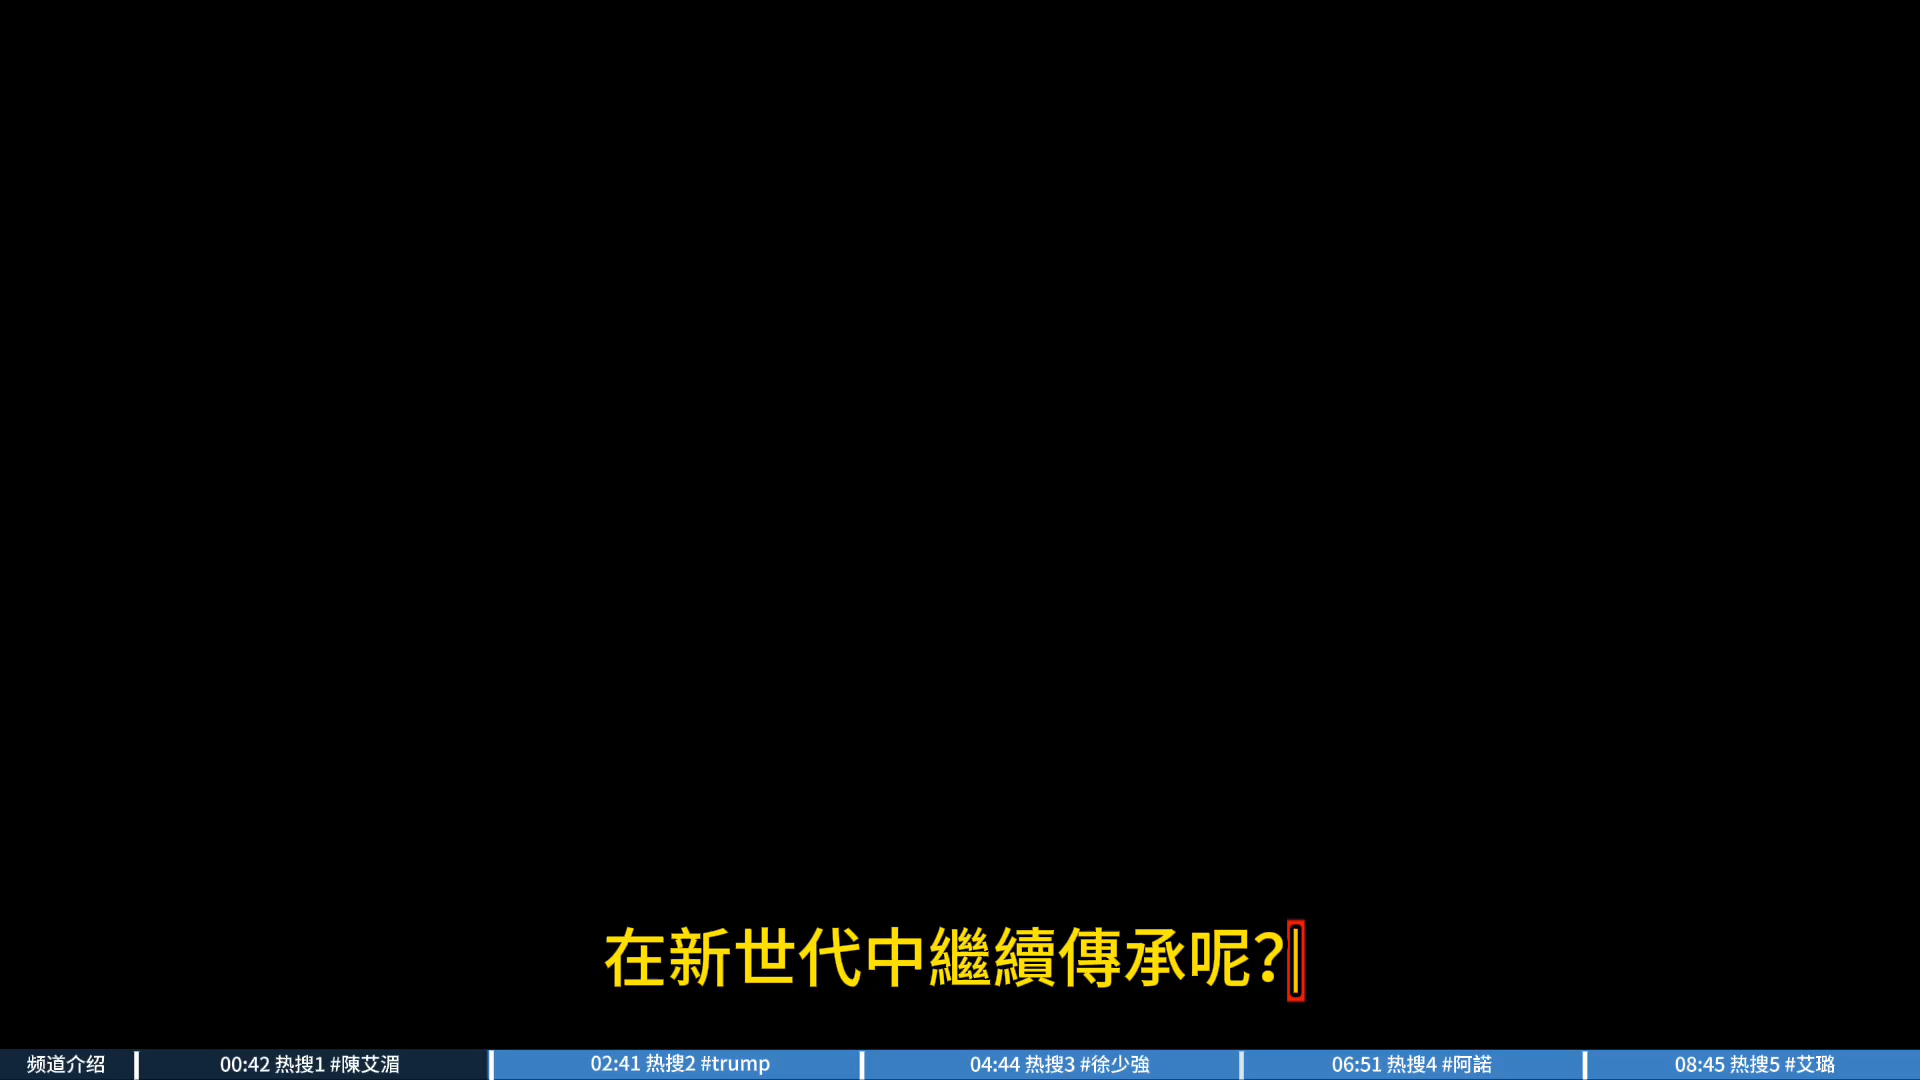 在新世代中繼續傳承呢？|
频道介绍
00:42 热搜1 #陳艾湄
02:41 热搜2 #trump
04:44 热搜3 #徐少強
06:51 热搜4 #阿諾
08:45 热搜5 #艾璐